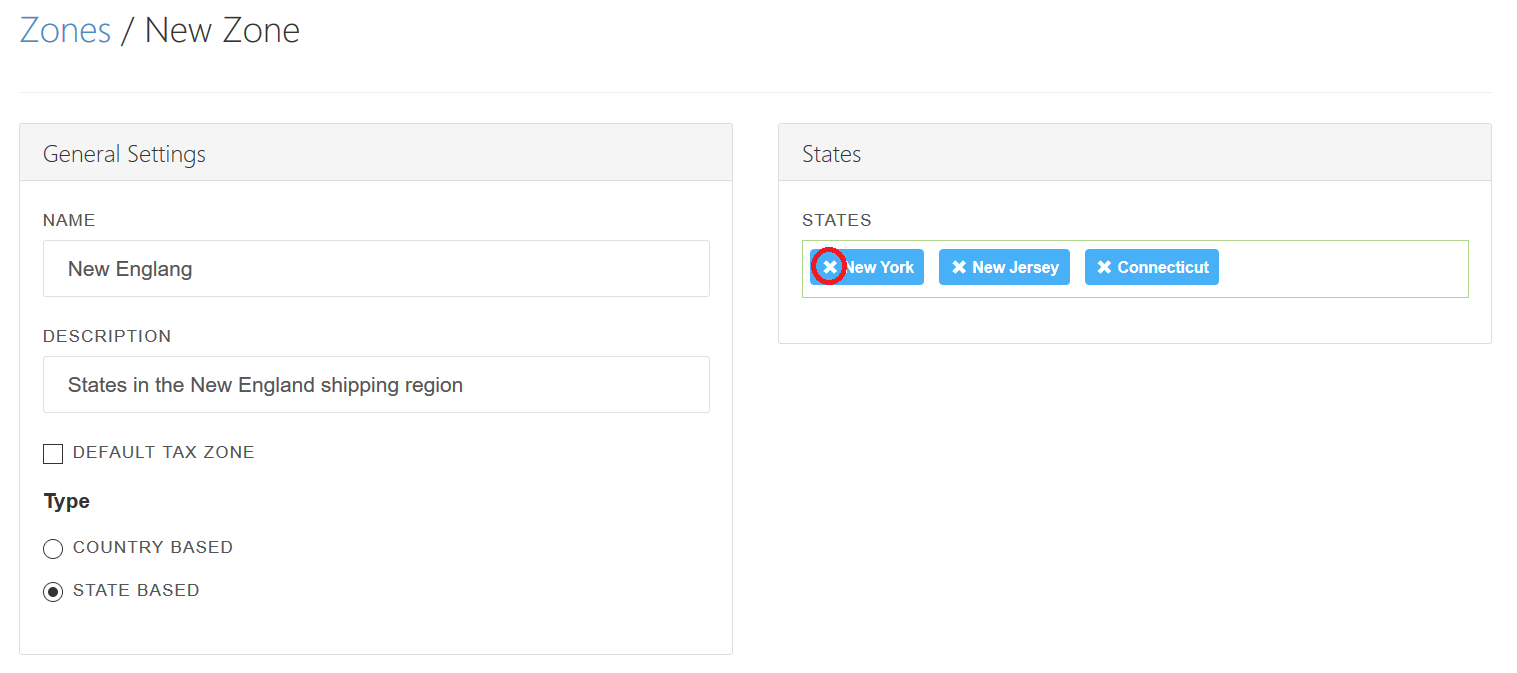 Zones / New Zone
General Settings
NAME
New Englang
DESCRIPTION
States in the New England shipping region
DEFAULT TAX ZONE
Type
COUNTRY BASED
STATE BASED
States
STATES
New York New Jersey Connecticut